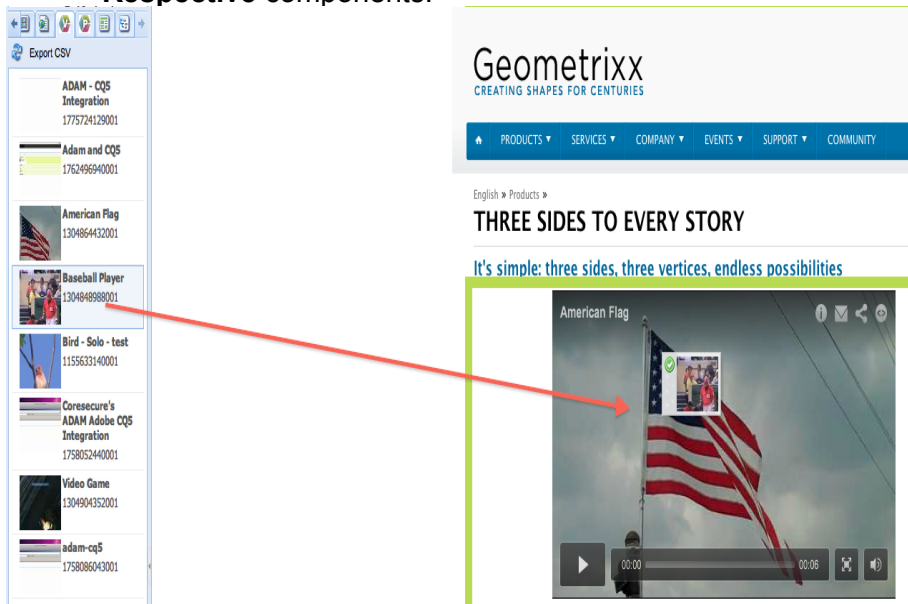 Respective components.
Export CSV
ADAM - CQ5
Integration
1775724129001
Adam and CQ5
1762496940001
American Flag
1304864432001
Baseball Player
1304848988001
Bird - Solo - test
1155633140001
Coresecure's
ADAM Adobe CQ5
Integration
1758052440001
Video Game
1304904352001
adam-cq5
1758086043001
Geometrixx
CREATING SHAPES FOR CENTURIES
PRODUCTS ▼ SERVICES ▼ COMPANY ▼ EVENTS ▼ SUPPORT ▼ COMMUNITY
English » Products »
THREE SIDES TO EVERY STORY
It's simple: three sides, three vertices, endless possibilities
American Flag
00:00 00:06